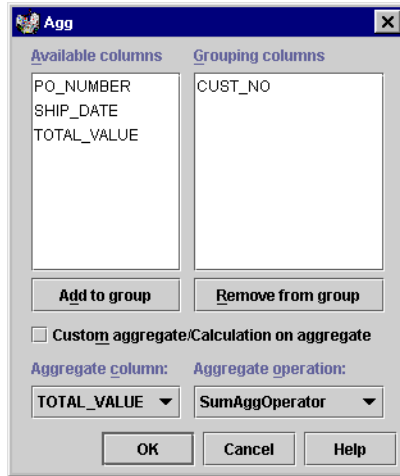 Agg
Available columns Grouping columns
PO_NUMBER CUST_NO
SHIP_DATE
TOTAL_VALUE
Add to group Remove from group
Custom aggregate/Calculation on aggregate
Aggregate column: Aggregate operation:
TOTAL_VALUE SumAggOperator
OK Cancel Help